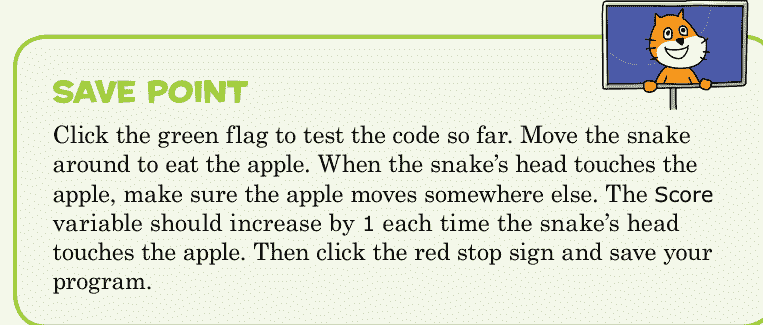 SAVE POINT
Click the green flag to test the code so far. Move the snake
around to eat the apple. When the snake’s head touches the
apple, make sure the apple moves somewhere else. The Score
variable should increase by 1 each time the snake’s head
touches the apple. Then click the red stop sign and save your
program.